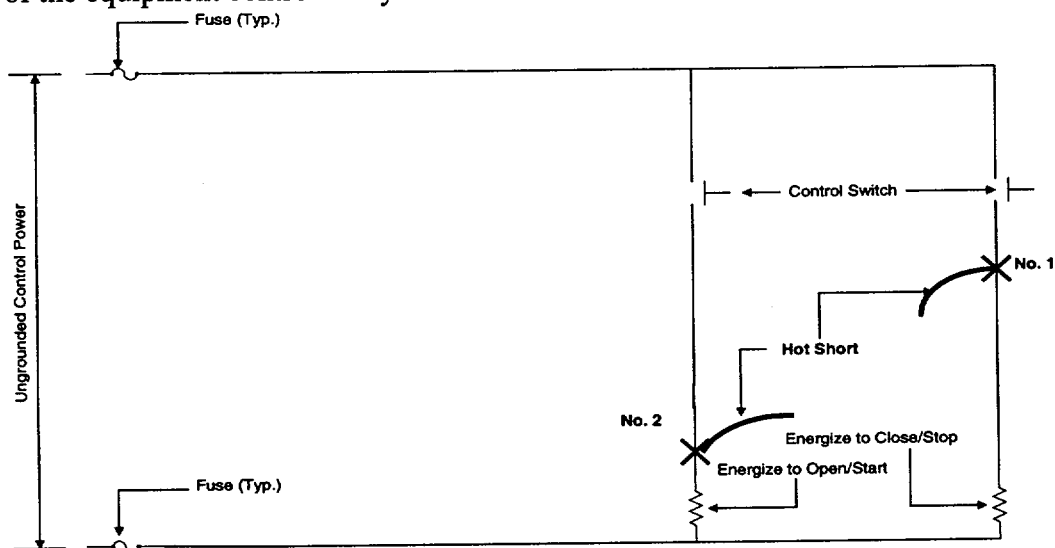 Fuse (Typ.)
Control Switch
No. 1
Ungrounded Control Power
Hot Short
No. 2
Energize to Close/Stop
Energize to Open/Start
Fuse (Typ.)